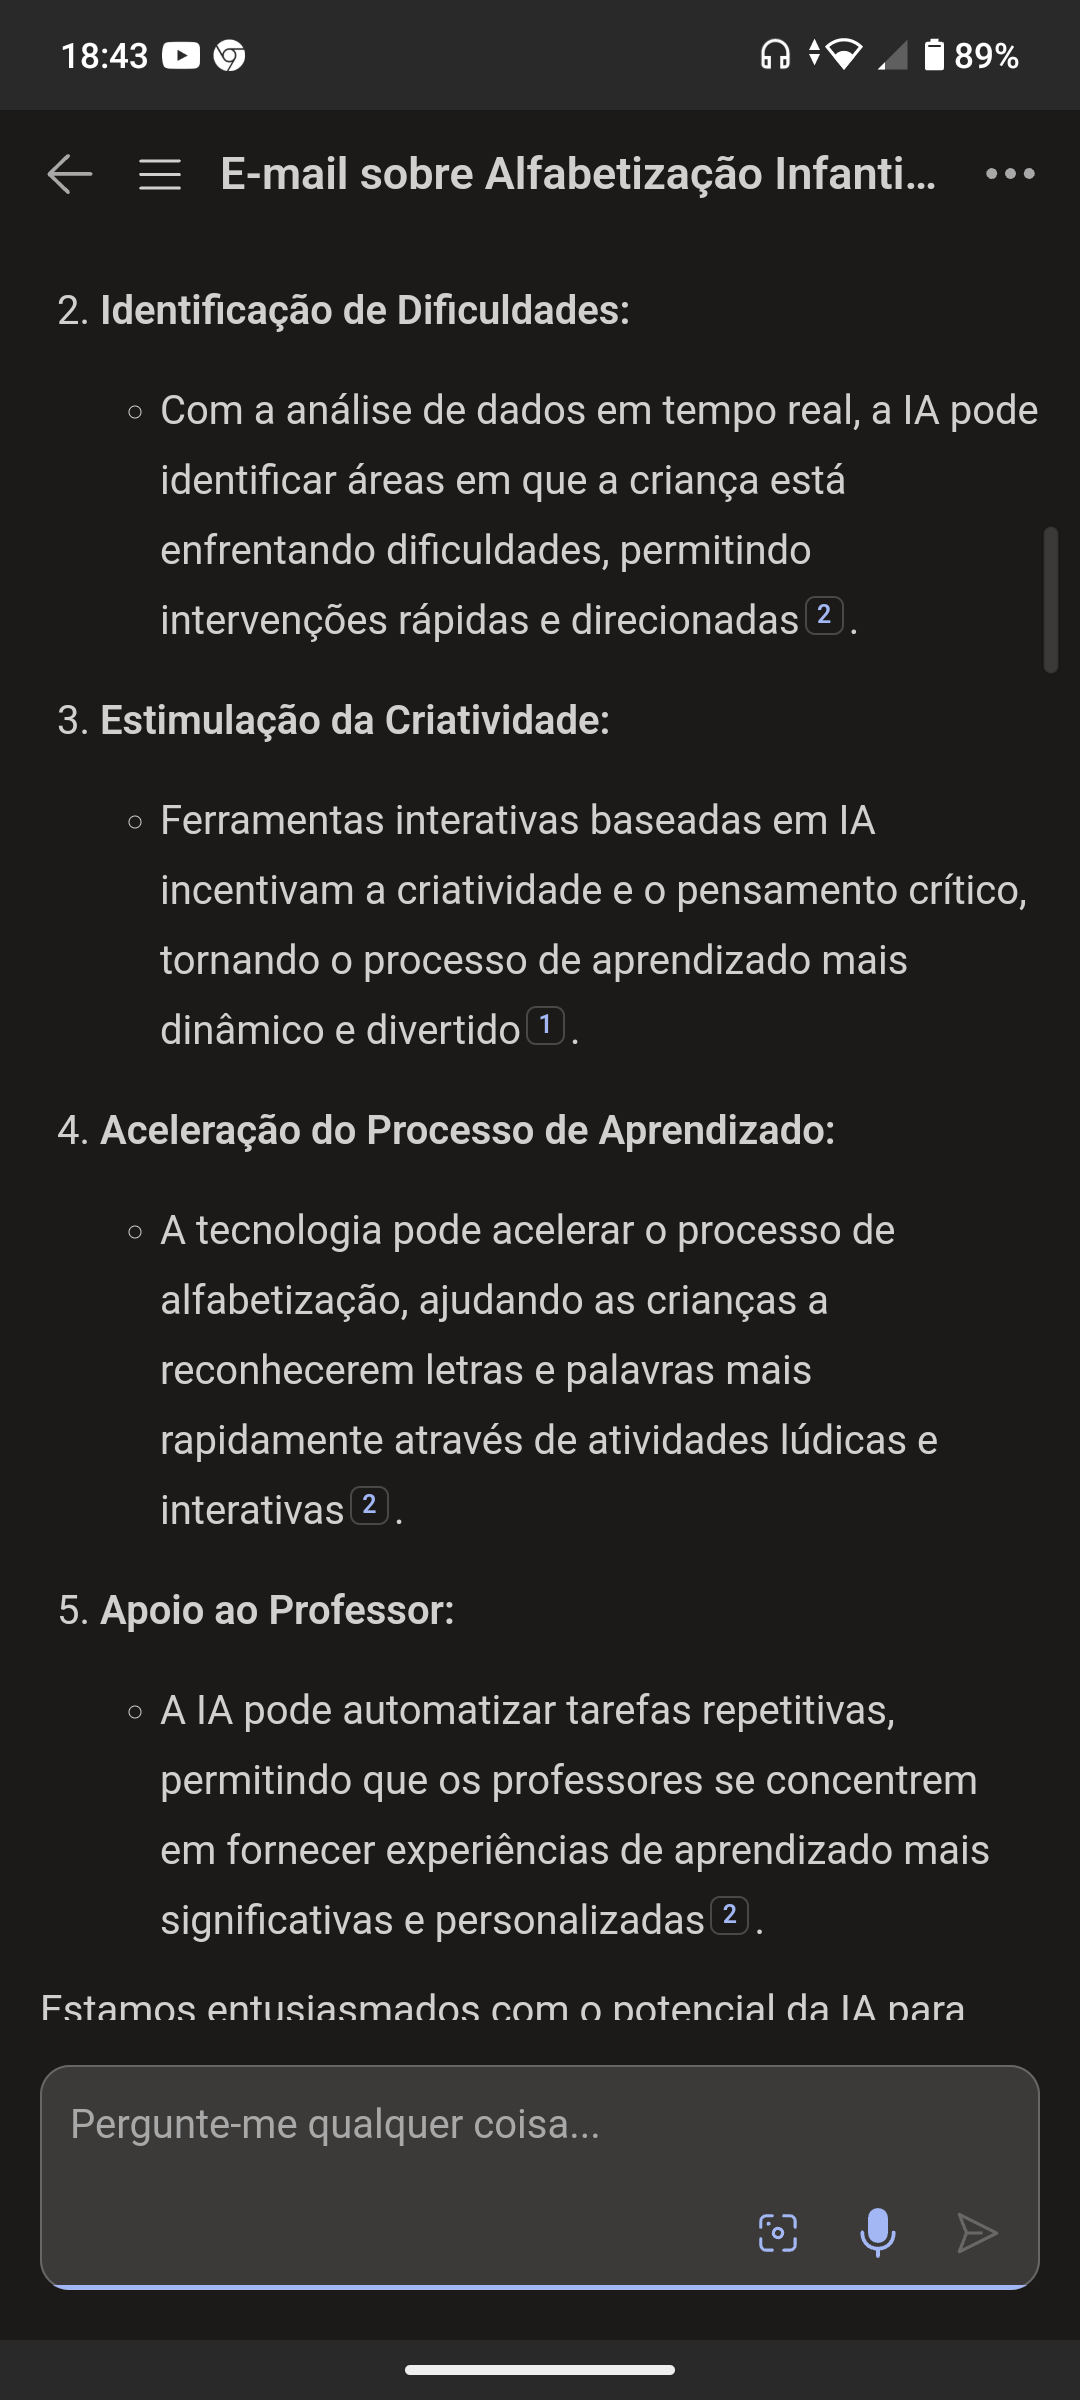 18:43
89%
E-mail sobre Alfabetização Infanti...
2. Identificação de Dificuldades:
Com a análise de dados em tempo real, a IA pode
identificar áreas em que a criança está
enfrentando dificuldades, permitindo
intervenções rápidas e direcionadas 2 .
3. Estimulação da Criatividade:
Ferramentas interativas baseadas em IA
incentivam a criatividade e o pensamento crítico,
tornando o processo de aprendizado mais
dinâmico e divertido 1 .
4. Aceleração do Processo de Aprendizado:
A tecnologia pode acelerar o processo de
alfabetização, ajudando as crianças a
reconhecerem letras e palavras mais
rapidamente através de atividades lúdicas e
interativas 2 .
5. Apoio ao Professor:
A IA pode automatizar tarefas repetitivas,
permitindo que os professores se concentrem
em fornecer experiências de aprendizado mais
significativas e personalizadas 2 .
Estamos entusiasmados com o potencial da IA para
Pergunte-me qualquer coisa...